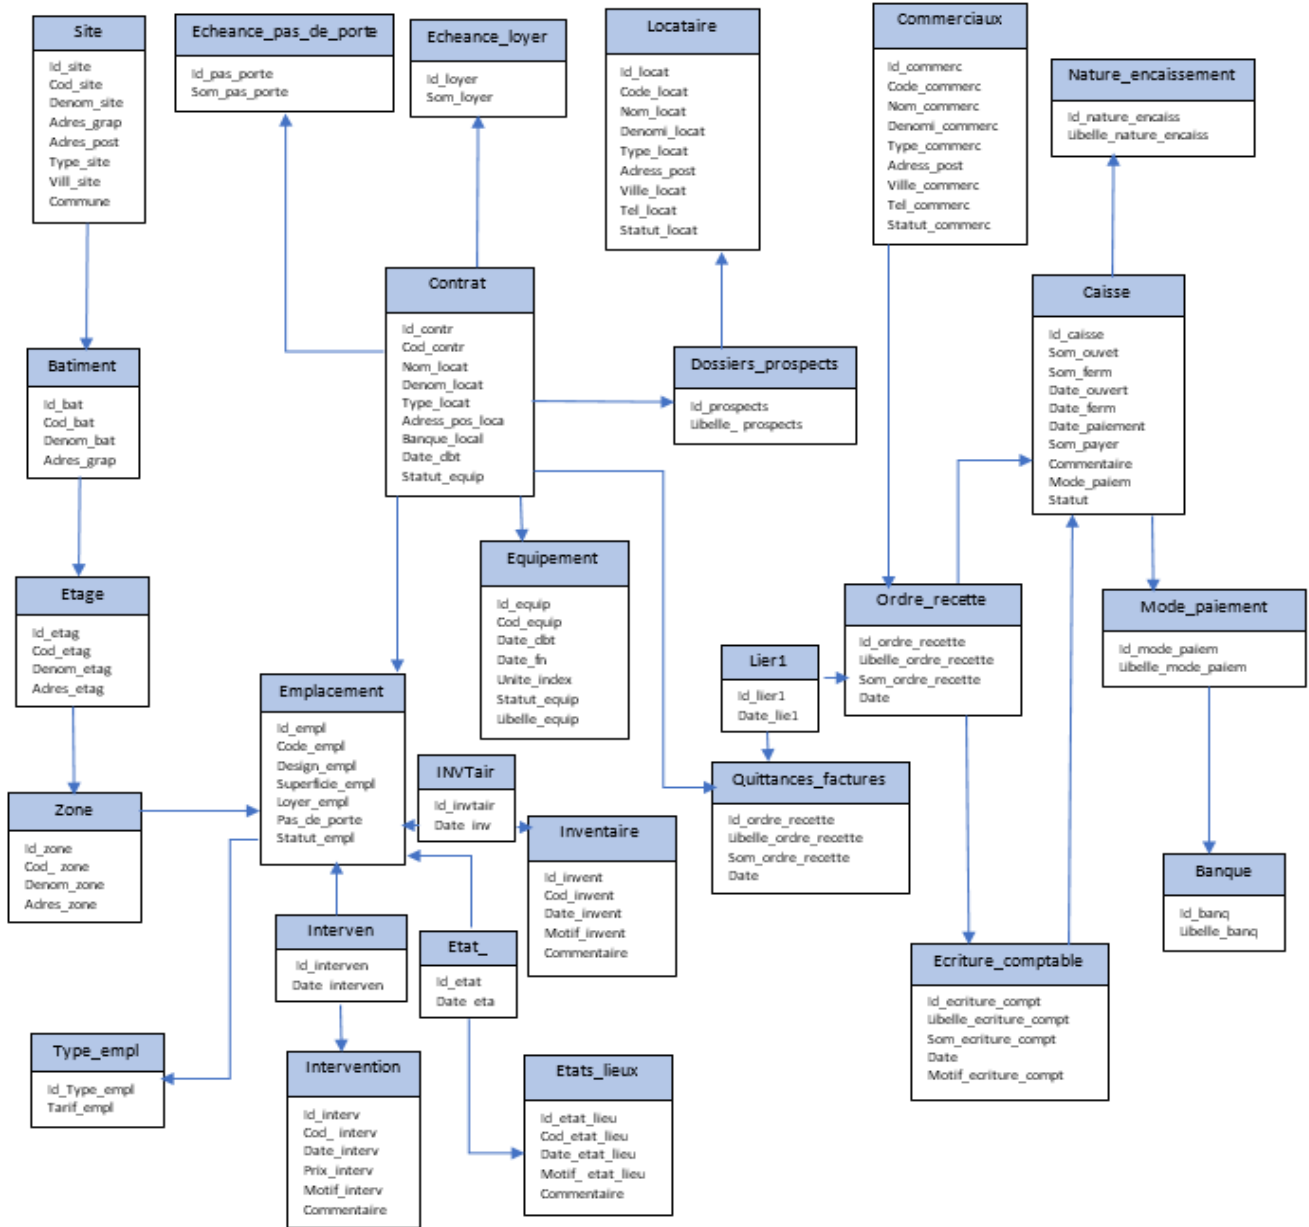 Site
Id_site
Cod_site
Denom_site
Adres_grap
Adres_post
Type_site
Vill_site
Commune
Echeance_pas_de_porte
Id_pas_porte
Som_pas_porte
Echeance_loyer
Id_loyer
Som_loyer
Locataire
Id_locat
Code_locat
Nom_locat
Denomi_locat
Type_locat
Adress_post
Ville_locat
Tel_locat
Statut_locat
Commerciaux
Id_commerc
Code_commerc
Nom_commerc
Denomi_commerc
Type_commerc
Adress_post
Ville_commerc
Tel_commerc
Statut_commerc
Nature_encaissement
Id_nature_encaiss
Libelle_nature_encaiss
Contrat
Id_contr
Cod_contr
Nom_locat
Denom_locat
Type_locat
Adress_pos_loca
Banque_local
Date_dbt
Statut_equip
Caisse
Id_caisse
Som_ouvet
Som_ferm
Date_ouvert
Date_ferm
Date_paiement
Som_payer
Commentaire
Mode_paiem
Statut
Batiment
Id_bat
Cod_bat
Denom_bat
Adres_grap
Dossiers_prospects
Id_prospects
Libelle_ prospects
Equipement
Id_equip
Cod_equip
Date_dbt
Date_fn
Unite_index
Statut_equip
Libelle_equip
Etage
Id_etag
Cod_etag
Denom_etag
Adres_etag
Ordre_recette
Id_ordre_recette
Libelle_ordre_recette
Som_ordre_recette
Date
Mode_paiement
Id_mode_paiem
Libelle_mode_paiem
Lier1
Id_lier1
Date_lie1
Emplacement
Id_empl
Code_empl
Design_empl
Superficie_empl
Loyer_empl
Pas_de_porte
Statut_empl
INVTair
Id_invtair
Date inv
Quittances_factures
Id_ordre_recette
Libelle_ordre_recette
Som_ordre_recette
Date
Zone
Id_zone
Cod_ zone
Denom_zone
Adres_zone
Inventaire
Id_invent
Cod_invent
Date_invent
Motif_invent
Commentaire
Banque
Id_banq
Libelle_banq
Interven
Id_interven
Date interven
Etat_
Id_etat
Date eta
Ecriture_comptable
Id_ecriture_compt
Libelle_ecriture_compt
Som_ecriture_compt
Date
Motif_ecriture_compt
Type_empl
Id_Type_empl
Tarif_empl
Intervention
Id_interv
Cod_ interv
Date_interv
Prix_interv
Motif_interv
Commentaire
Etats_lieux
Id_etat_lieu
Cod_etat_lieu
Date_etat_lieu
Motif_ etat_lieu
Commentaire